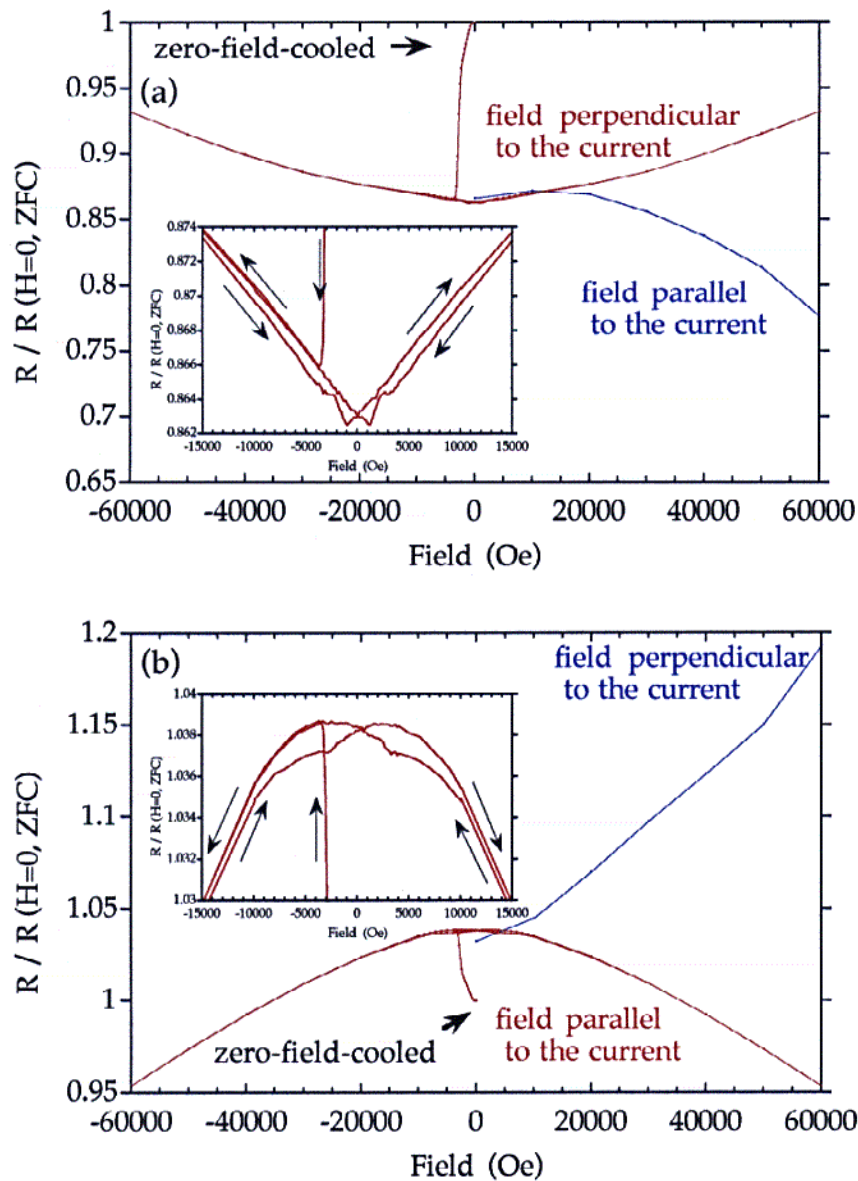 1
zero-field-cooled
0.95
(a)
field perpendicular
to the current
0.9
0.85
0.8
0.75
0.7
0.65
R / R (H=0, ZFC)
field parallel
to the current
0.874
0.872
0.87
0.868
0.866
0.864
0.862
R / R (H=0, ZFC)
-15000 -10000 -5000 0 5000 10000 15000
Field (Oe)
-60000 -40000 -20000 0 20000 40000 60000
Field (Oe)
1.2
(b)
field perpendicular
to the current
1.15
1.1
1.05
1
0.95
R / R (H=0, ZFC)
1.04
1.038
1.036
1.034
1.032
1.03
R / R (H=0, ZFC)
-15000 -10000 -5000 0 5000 10000 15000
Field (Oe)
field parallel
to the current
zero-field-cooled
-60000 -40000 -20000 0 20000 40000 60000
Field (Oe)